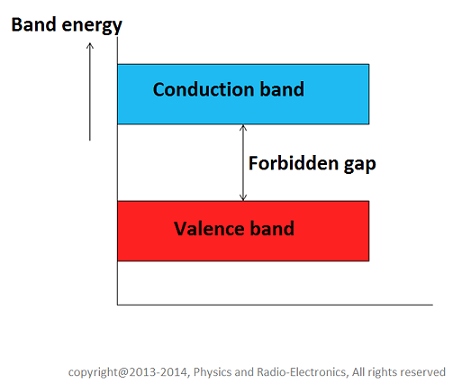 Band energy
Conduction band
Forbidden gap
Valence band
copyright@2013-2014, Physics and Radio-Electronics, All rights reserved